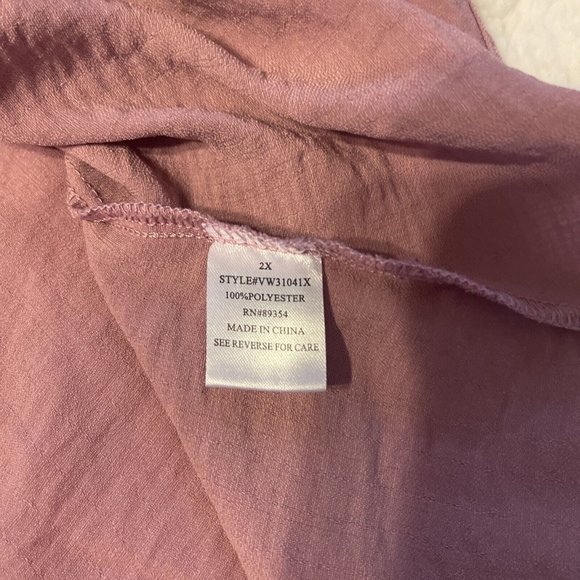 2X
STYLE#VW31041X
100%POLYESTER
RN#89354
MADE IN CHINA
SEE REVERSE FOR CARE